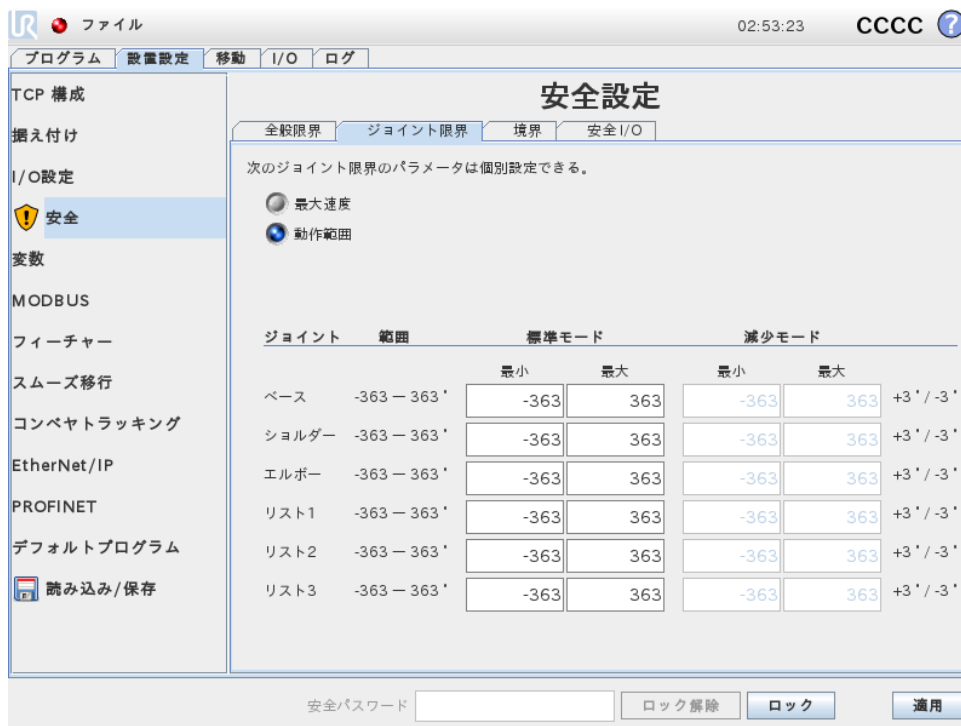 UR ファイル 02:53:23 CCCC ?
プログラム 設置設定 移動 I/O ログ
TCP 構成
据え付け
I/O設定
安全
変数
MODBUS
フィーチャー
スムーズ移行
コンベヤトラッキング
EtherNet/IP
PROFINET
デフォルトプログラム
読み込み/保存
安全設定
全般限界 ジョイント限界 境界 安全I/O
次のジョイント限界のパラメータは個別設定できる。
最大速度
動作範囲
ジョイント 範囲 標準モード 減少モード
最小 最大 最小 最大
ベース -363 — 363° -363 363 -363 363 +3°/-3°
ショルダー -363 — 363° -363 363 -363 363 +3°/-3°
エルボー -363 — 363° -363 363 -363 363 +3°/-3°
リスト1 -363 — 363° -363 363 -363 363 +3°/-3°
リスト2 -363 — 363° -363 363 -363 363 +3°/-3°
リスト3 -363 — 363° -363 363 -363 363 +3°/-3°
安全パスワード ロック解除 ロック 適用